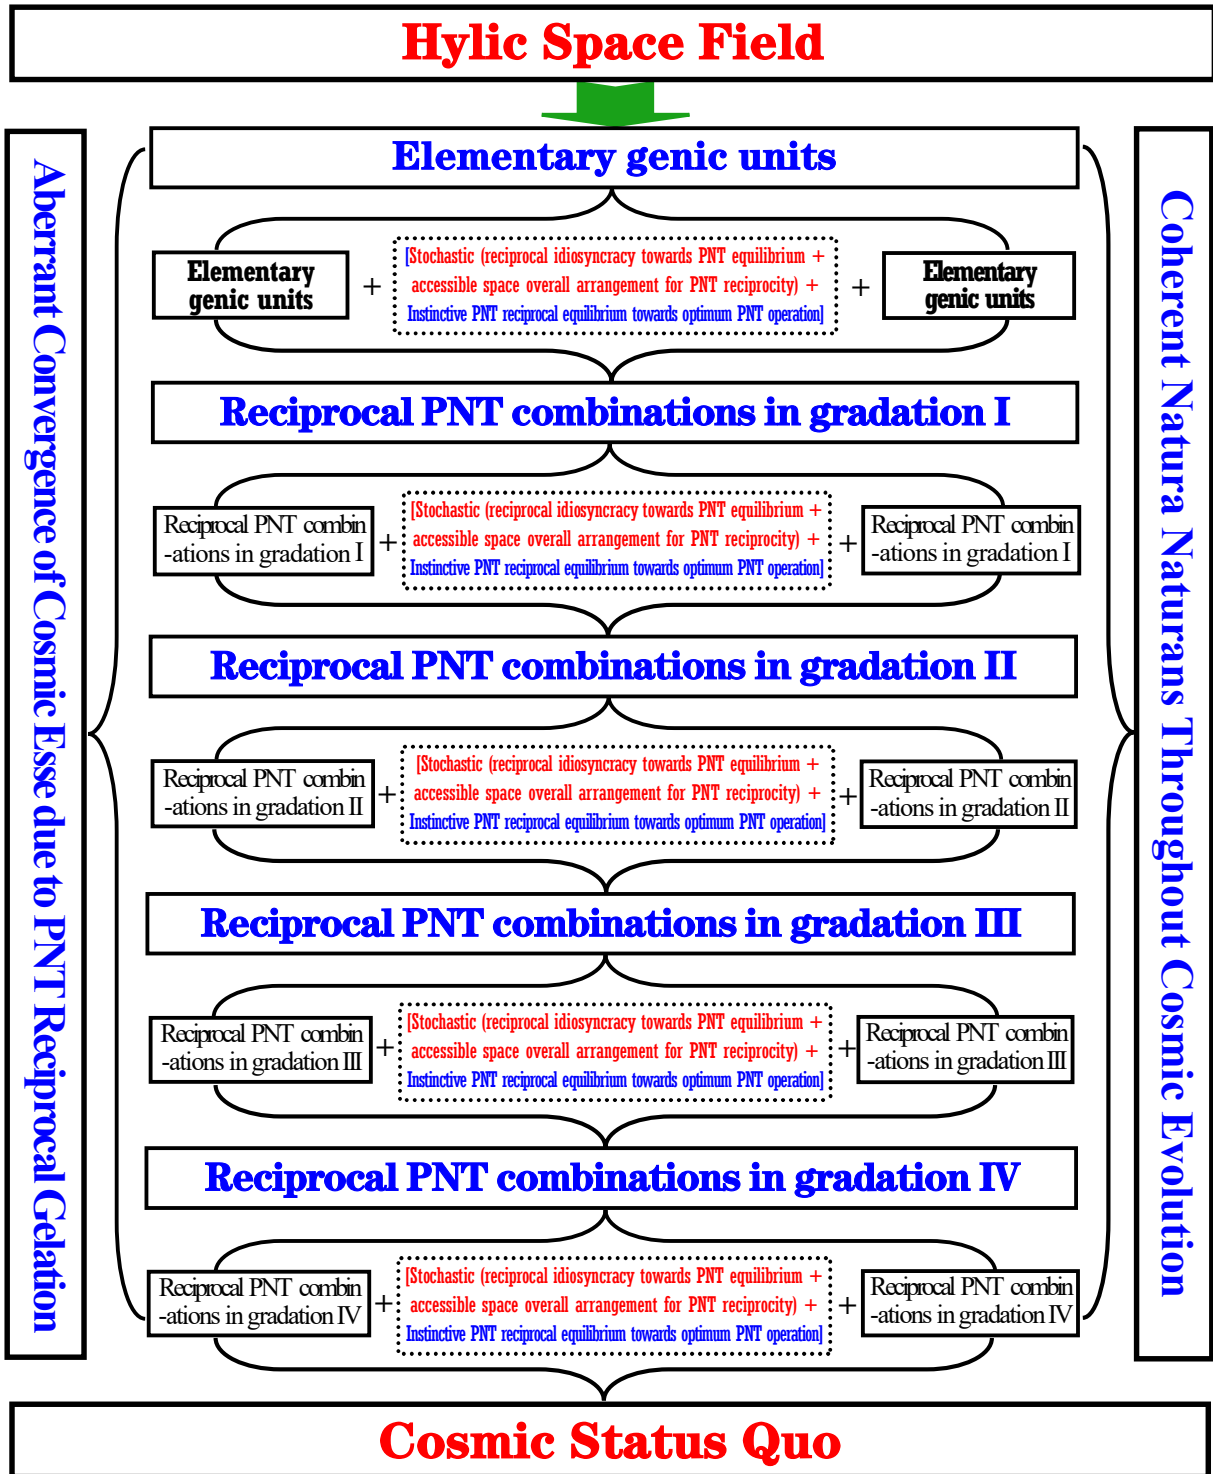 Hylic Space Field
Aberrant Convergence of Cosmic Esse due to PNT Reciprocal Gelation
Elementary genic units
Elementary
genic units
+
[Stochastic (reciprocal idiosyncracy towards PNT equilibrium +
accessible space overall arrangement for PNT reciprocity) +
Instinctive PNT reciprocal equilibrium towards optimum PNT operation]
+
Elementary
genic units
Reciprocal PNT combinations in gradation I
Reciprocal PNT combin
-ations in gradation I
+
[Stochastic (reciprocal idiosyncracy towards PNT equilibrium +
accessible space overall arrangement for PNT reciprocity) +
Instinctive PNT reciprocal equilibrium towards optimum PNT operation]
+
Reciprocal PNT combin
-ations in gradation I
Reciprocal PNT combinations in gradation II
Reciprocal PNT combin
-ations in gradation II
+
[Stochastic (reciprocal idiosyncracy towards PNT equilibrium +
accessible space overall arrangement for PNT reciprocity) +
Instinctive PNT reciprocal equilibrium towards optimum PNT operation]
+
Reciprocal PNT combin
-ations in gradation II
Reciprocal PNT combinations in gradation III
Reciprocal PNT combin
-ations in gradation III
+
[Stochastic (reciprocal idiosyncracy towards PNT equilibrium +
accessible space overall arrangement for PNT reciprocity) +
Instinctive PNT reciprocal equilibrium towards optimum PNT operation]
+
Reciprocal PNT combin
-ations in gradation III
Reciprocal PNT combinations in gradation IV
Reciprocal PNT combin
-ations in gradation IV
+
[Stochastic (reciprocal idiosyncracy towards PNT equilibrium +
accessible space overall arrangement for PNT reciprocity) +
Instinctive PNT reciprocal equilibrium towards optimum PNT operation]
+
Reciprocal PNT combin
-ations in gradation IV
Coherent Natura Naturans Throughout Cosmic Evolution
Cosmic Status Quo